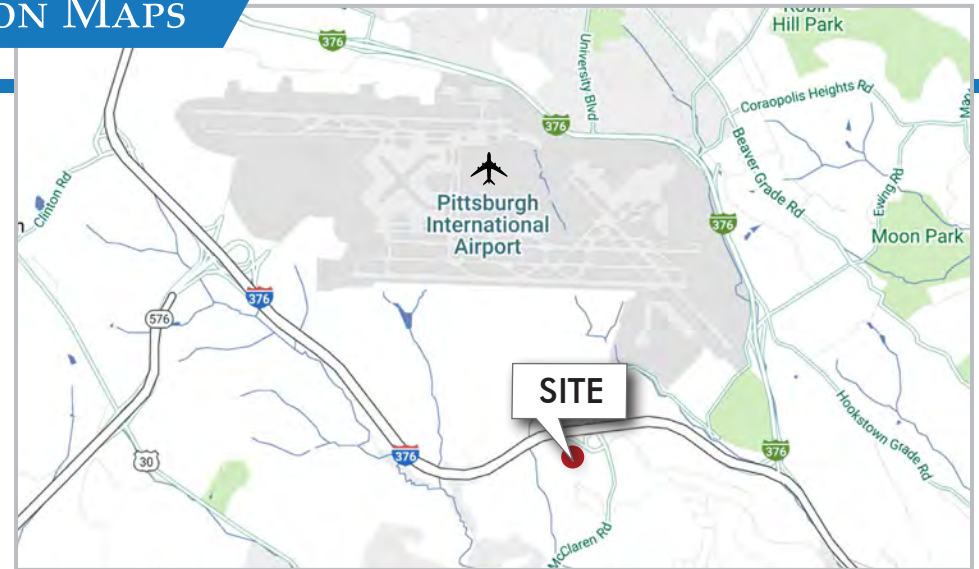 ON MAPS
376
Hill Park
University Blvd
376
Coraopolis Heights Rd
Beaver Grade Rd
Ewing Rd
Clinton Rd
Pittsburgh
International
Airport
376
Moon Park
376
576
SITE
Hookstown Grade Rd
376
376
30
McClaren Rd